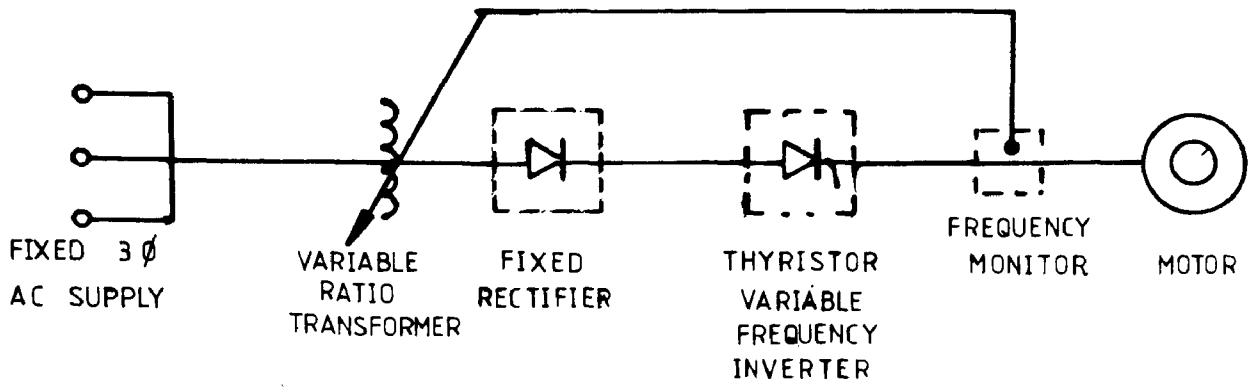 FIXED 3 Ø
AC SUPPLY
VARIABLE
RATIO
TRANSFORMER
FIXED
RECTIFIER
THYRISTOR
VARIABLE
FREQUENCY
INVERTER
FREQUENCY
MONITOR
MOTOR